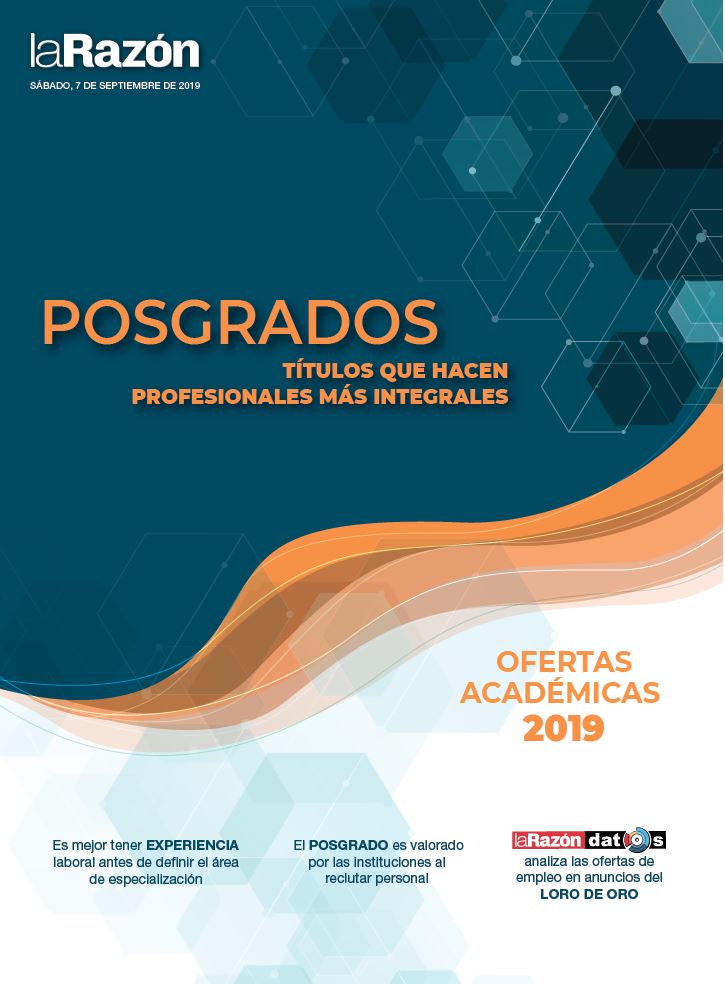 laRazón
SÁBADO, 7 DE SEPTIEMBRE DE 2019
POSGRADOS
TÍTULOS QUE HACEN
PROFESIONALES MÁS INTEGRALES
OFERTAS
ACADÉMICAS
2019
Es mejor tener EXPERIENCIA
laboral antes de definir el área
de especialización
El POSGRADO es valorado
por las instituciones al
reclutar personal
laRazón datos
analiza las ofertas de
empleo en anuncios del
LORO DE ORO